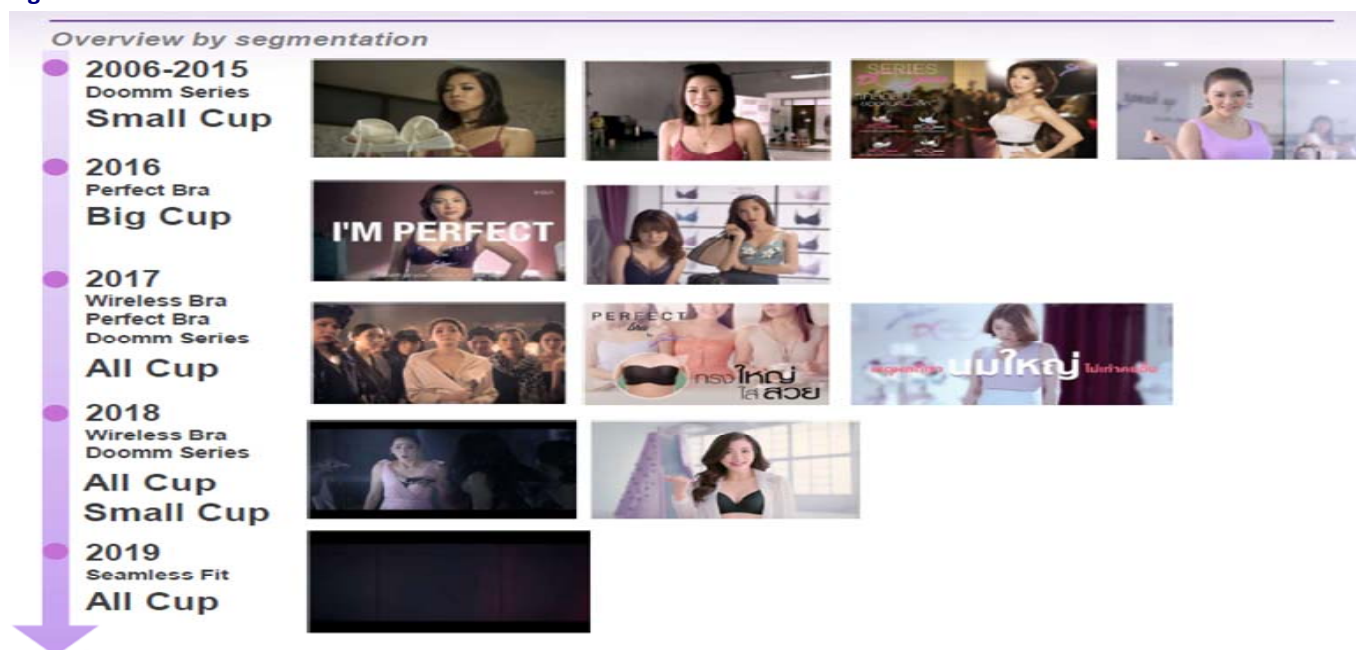 Overview by segmentation
2006-2015
Doomm Series
Small Cup
SERIES
2016
Perfect Bra
Big Cup
I'M PERFECT
2017
Wireless Bra
Perfect Bra
Doomm Series
All Cup
PERFECT
Bra
ทรงใหญ่
ใส่สวย
นมใหญ่
2018
Wireless Bra
Doomm Series
All Cup
Small Cup
2019
Seamless Fit
All Cup